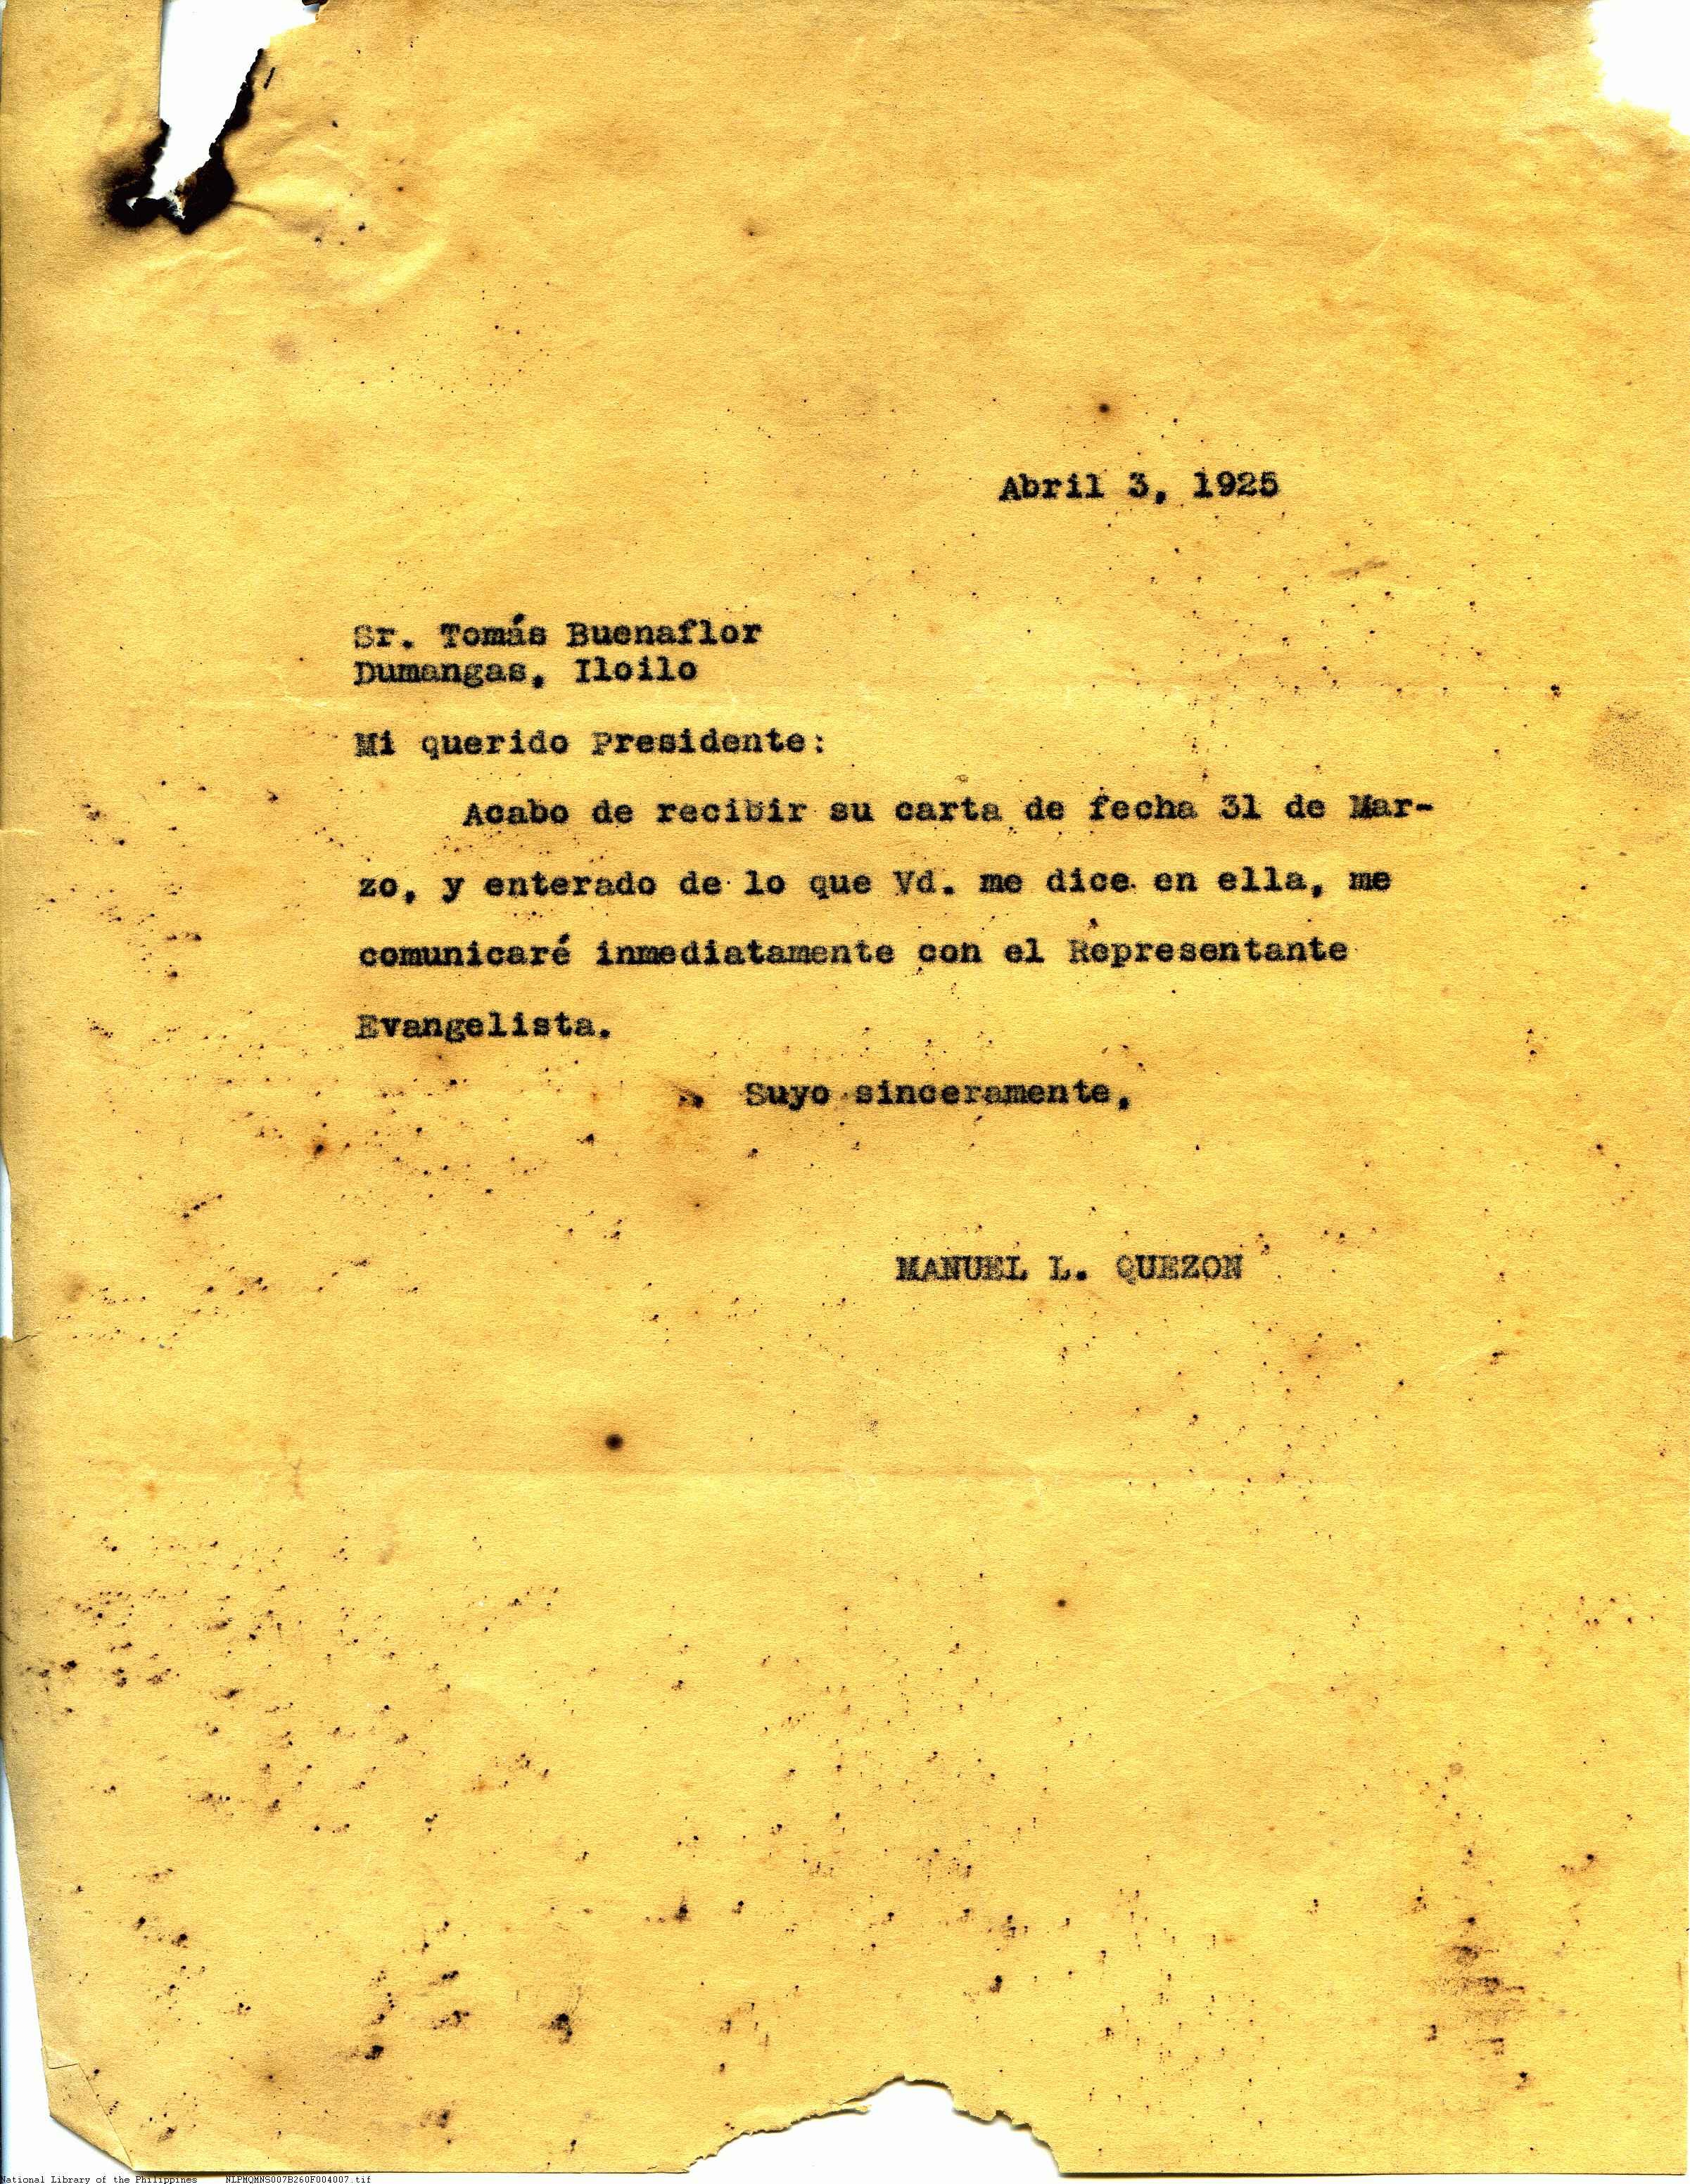 Abril 3, 1925
Sr. Tomás Buenaflor
Dumangas, Iloilo
Mi querido Presidente:
Acabo de recibir su carta de fecha 31 de Mar-
zo, y enterado de lo que Vd. me dice en ella, me
comunicaré inmediatamente con el Representante
Evangelista.
Suyo sinceramente,
MANUEL L. QUEZON
National Library of the Philippines NLPMQMNS007B260F004007.tif